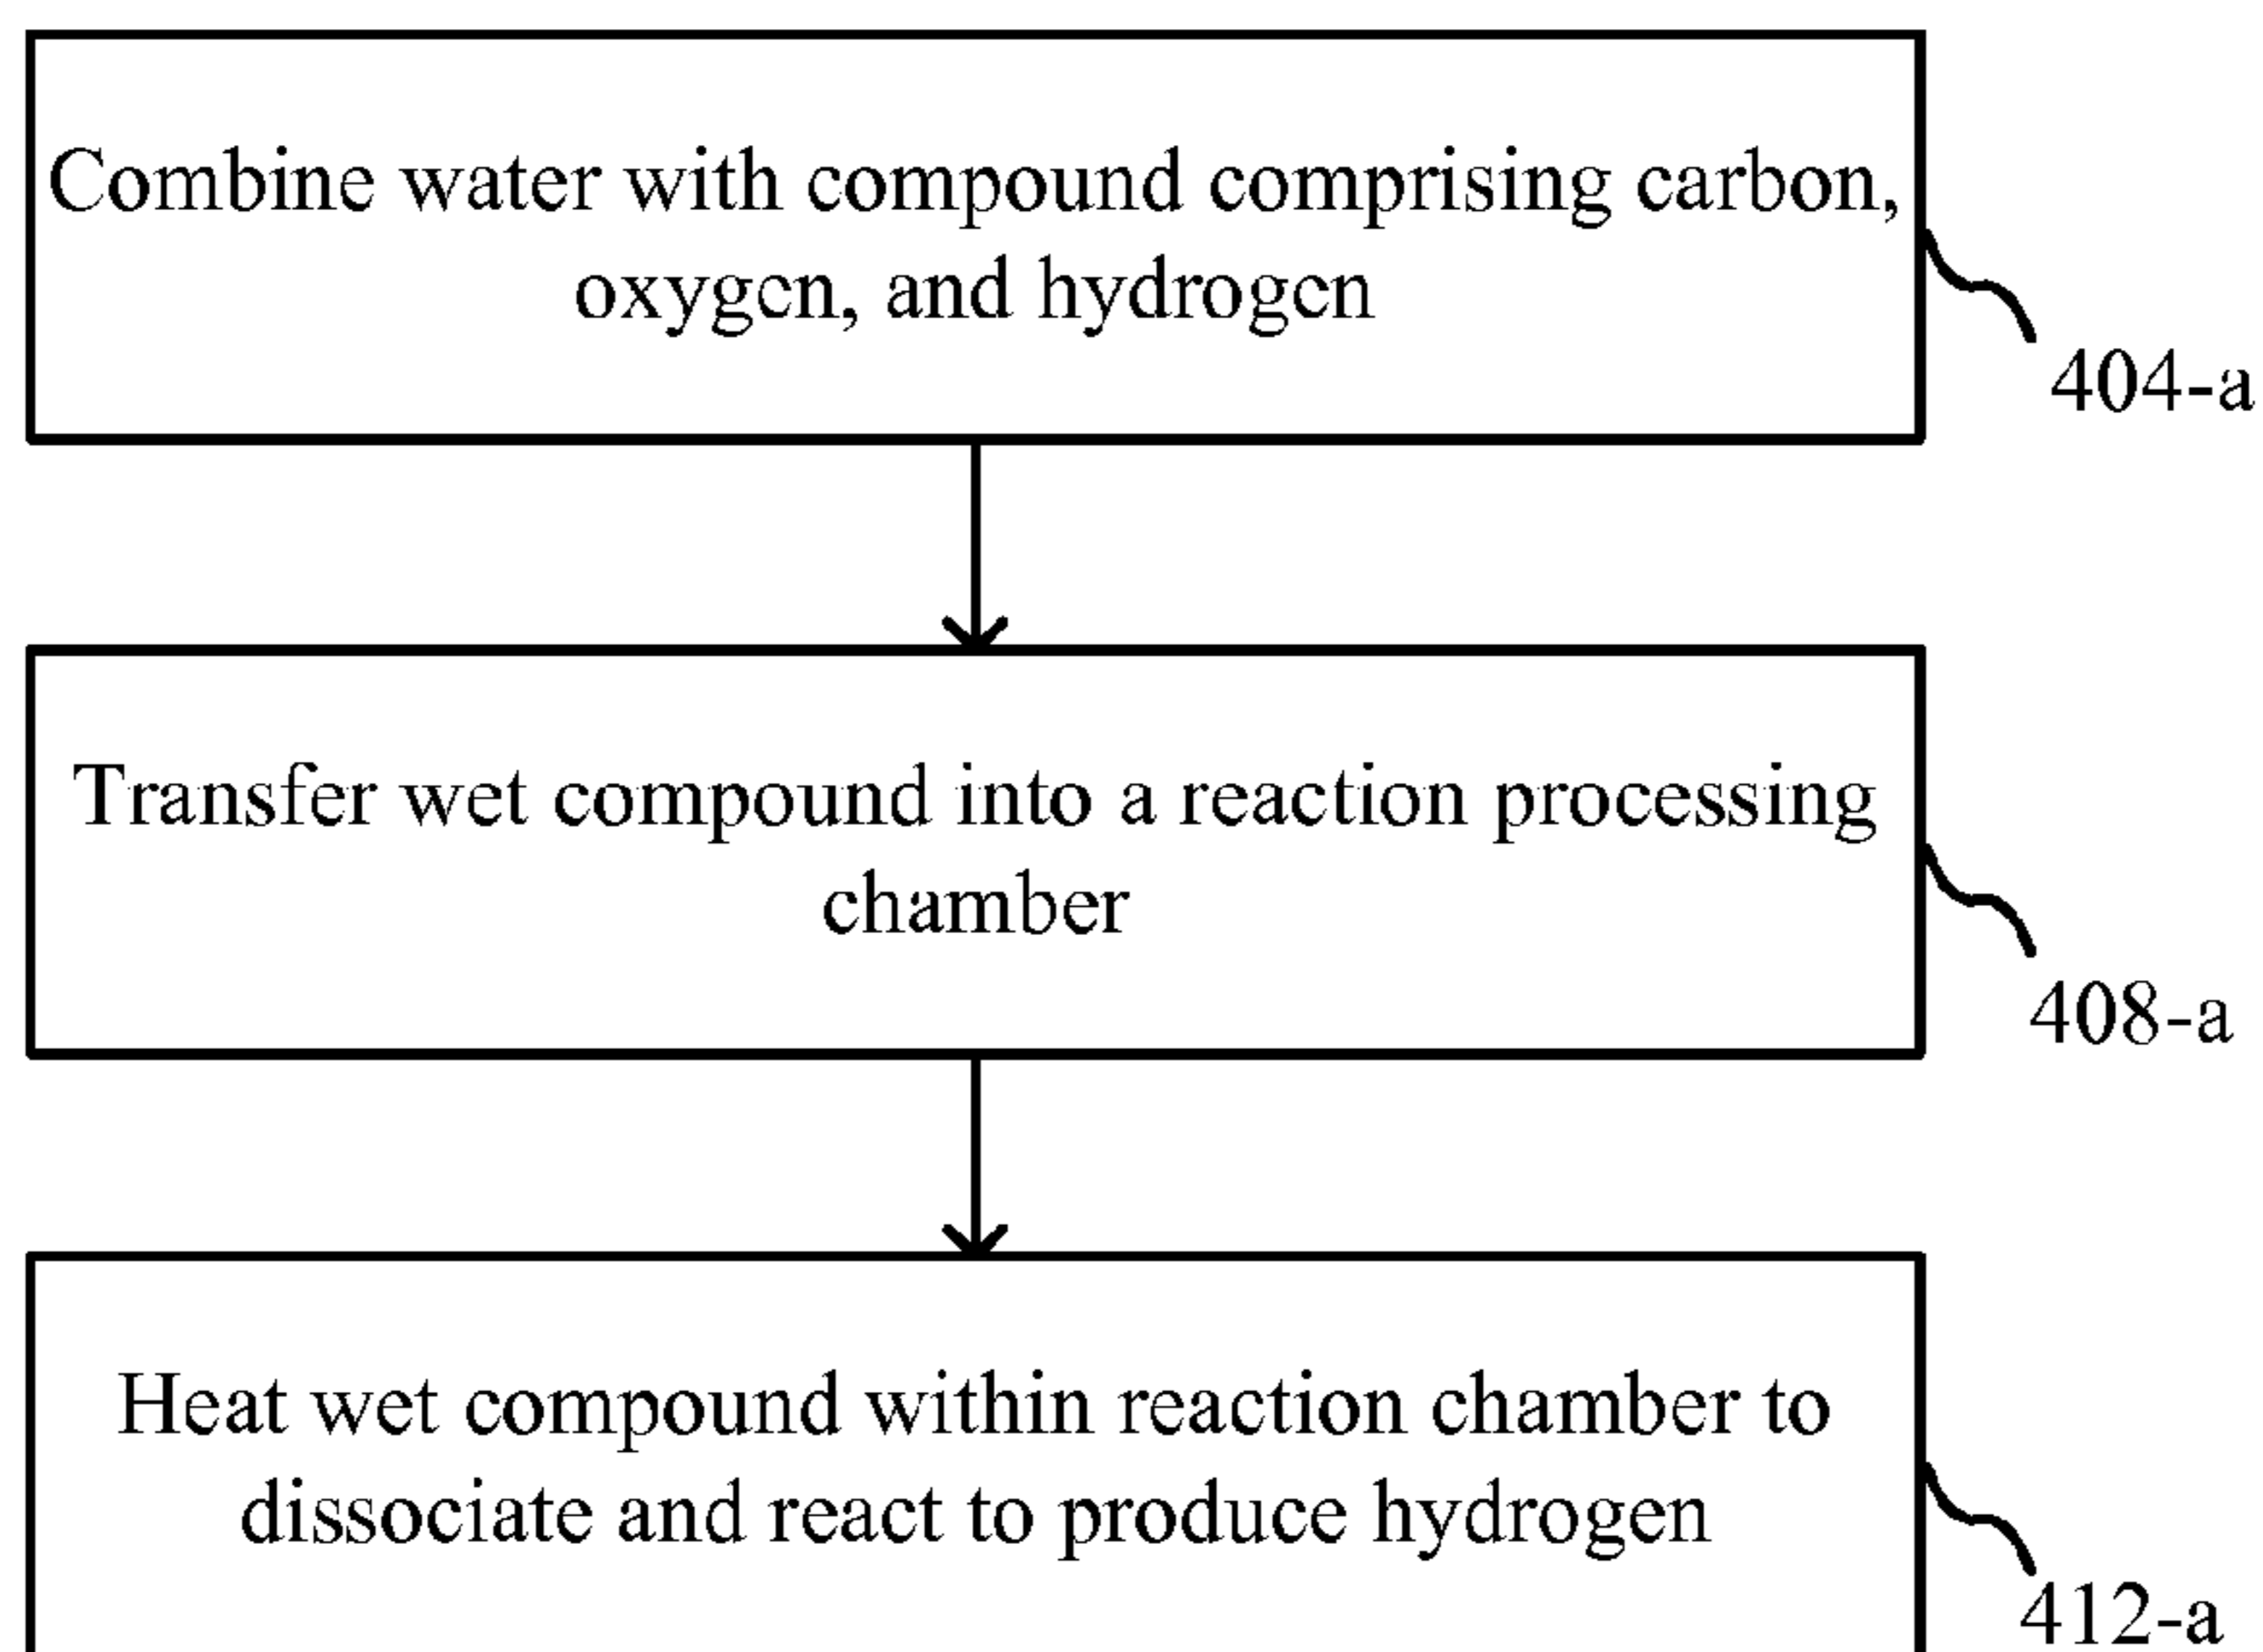 Combine water with compound comprising carbon,
oxygen, and hydrogen
404-a
Transfer wet compound into a reaction processing
chamber
408-a
Heat wet compound within reaction chamber to
dissociate and react to produce hydrogen
412-a